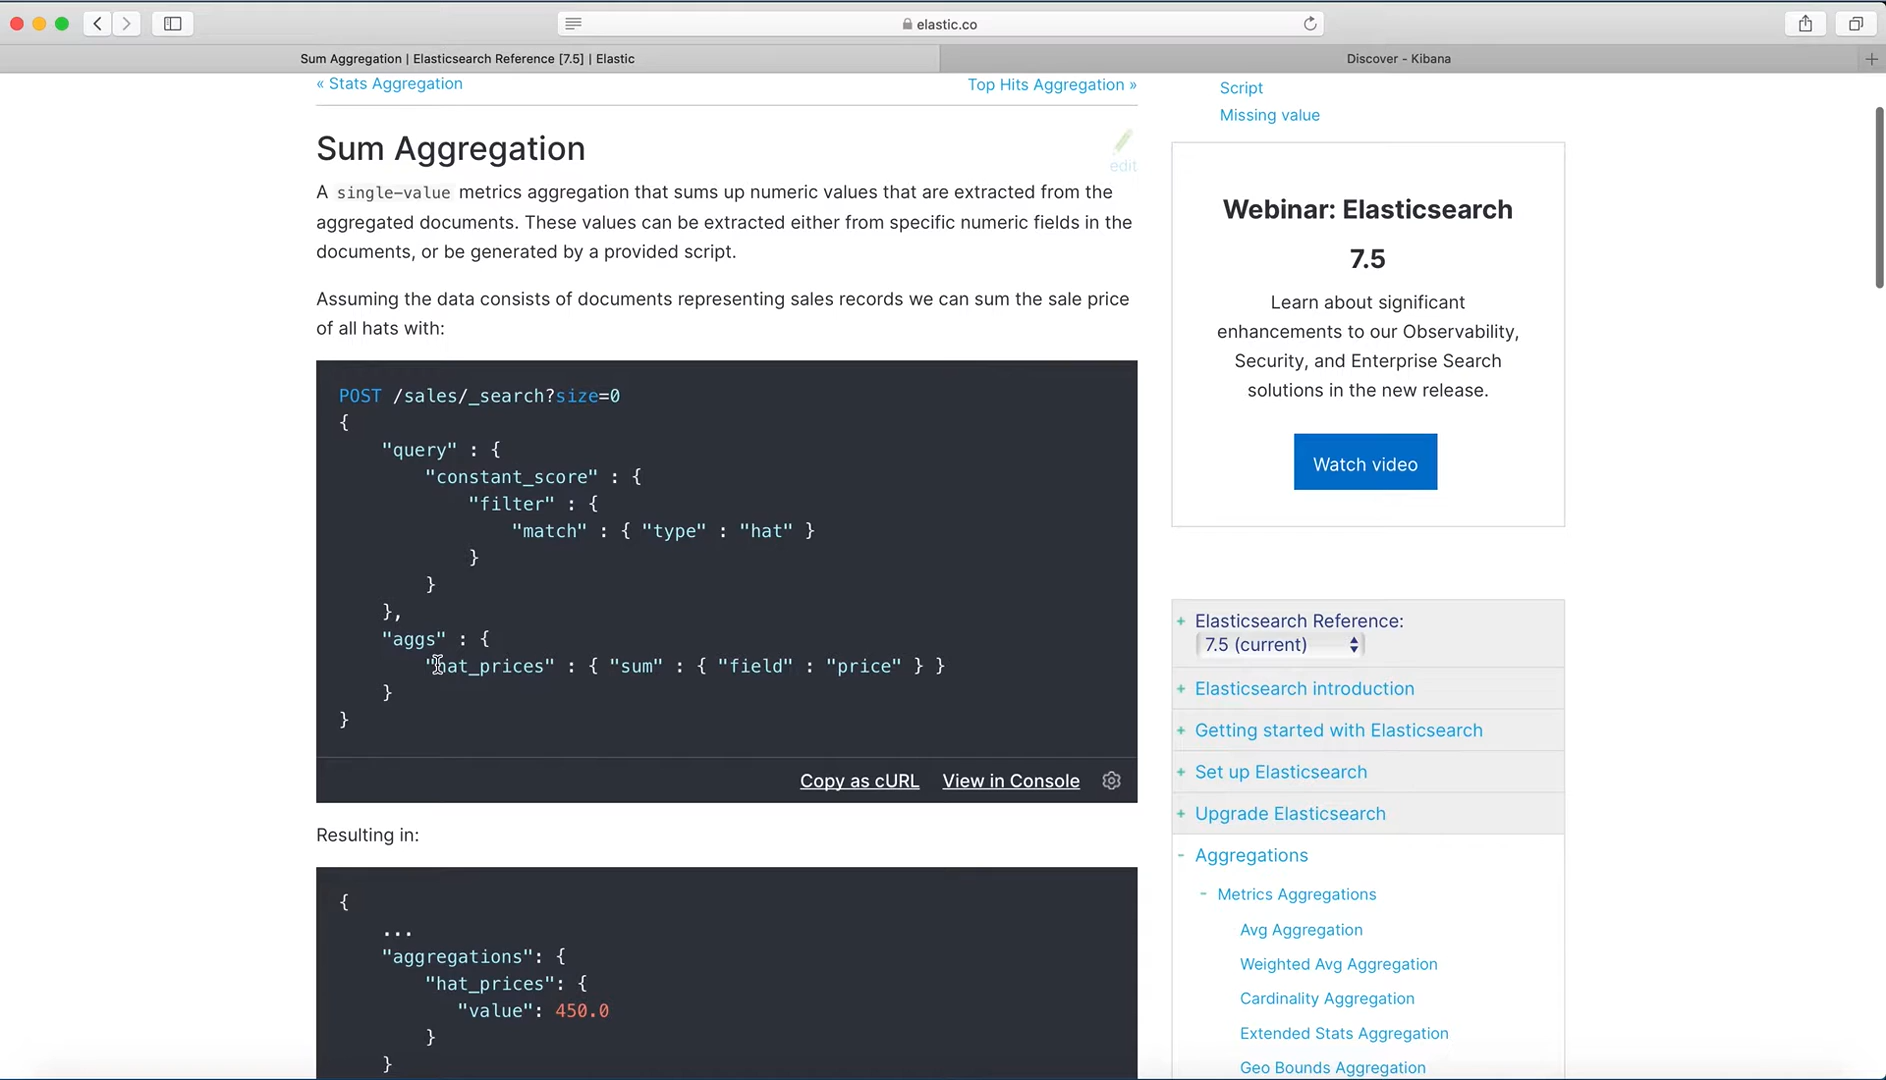 elastic.co
Sum Aggregation | Elasticsearch Reference [7.5] | Elastic
Discover - Kibana
« Stats Aggregation
Top Hits Aggregation »
Sum Aggregation
edit
A single-value metrics aggregation that sums up numeric values that are extracted from the
aggregated documents. These values can be extracted either from specific numeric fields in the
documents, or be generated by a provided script.
Assuming the data consists of documents representing sales records we can sum the sale price
of all hats with:
POST /sales/_search?size=0
{
"query" : {
"constant_score" : {
"filter" : {
"match" : { "type" : "hat" }
}
}
},
"aggs" : {
"hat_prices" : { "sum" : { "field" : "price" } }
}
}
Copy as cURL
View in Console
Resulting in:
{
...
"aggregations": {
"hat_prices": {
"value": 450.0
}
}
Script
Missing value
Webinar: Elasticsearch
7.5
Learn about significant
enhancements to our Observability,
Security, and Enterprise Search
solutions in the new release.
Watch video
+ Elasticsearch Reference:
7.5 (current)
+ Elasticsearch introduction
+ Getting started with Elasticsearch
+ Set up Elasticsearch
+ Upgrade Elasticsearch
- Aggregations
- Metrics Aggregations
Avg Aggregation
Weighted Avg Aggregation
Cardinality Aggregation
Extended Stats Aggregation
Geo Bounds Aggregation